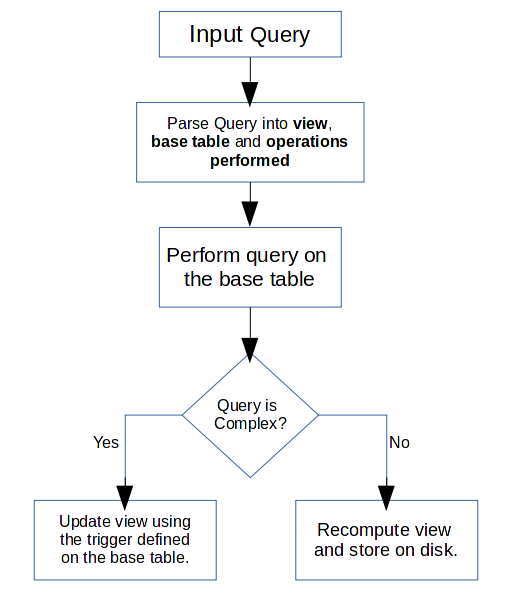 Input Query
Parse Query into view,
base table and operations
performed
Perform query on
the base table
Query is
Complex?
Yes
No
Update view using
the trigger defined
on the base table.
Recompute view
and store on disk.